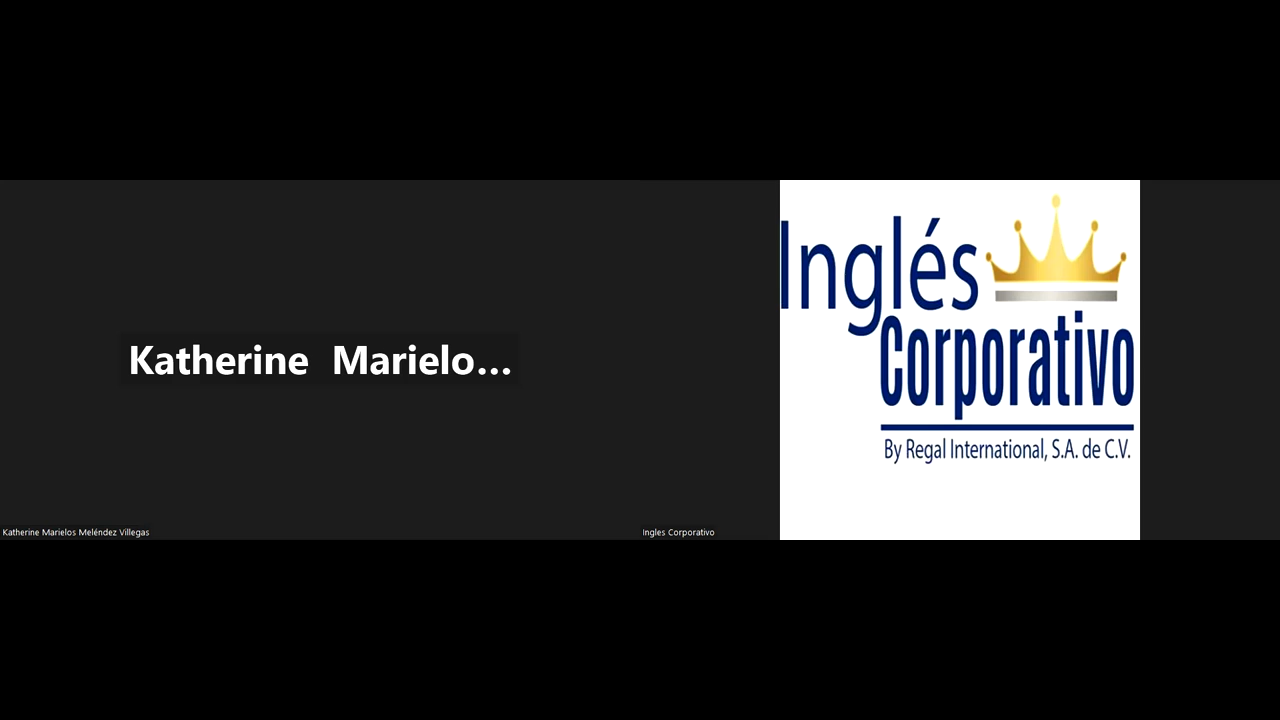 Katherine Marielo...
Katherine Marielos Meléndez Villegas
Inglés
Corporativo
By Regal International, S.A. de C.V.
Ingles Corporativo